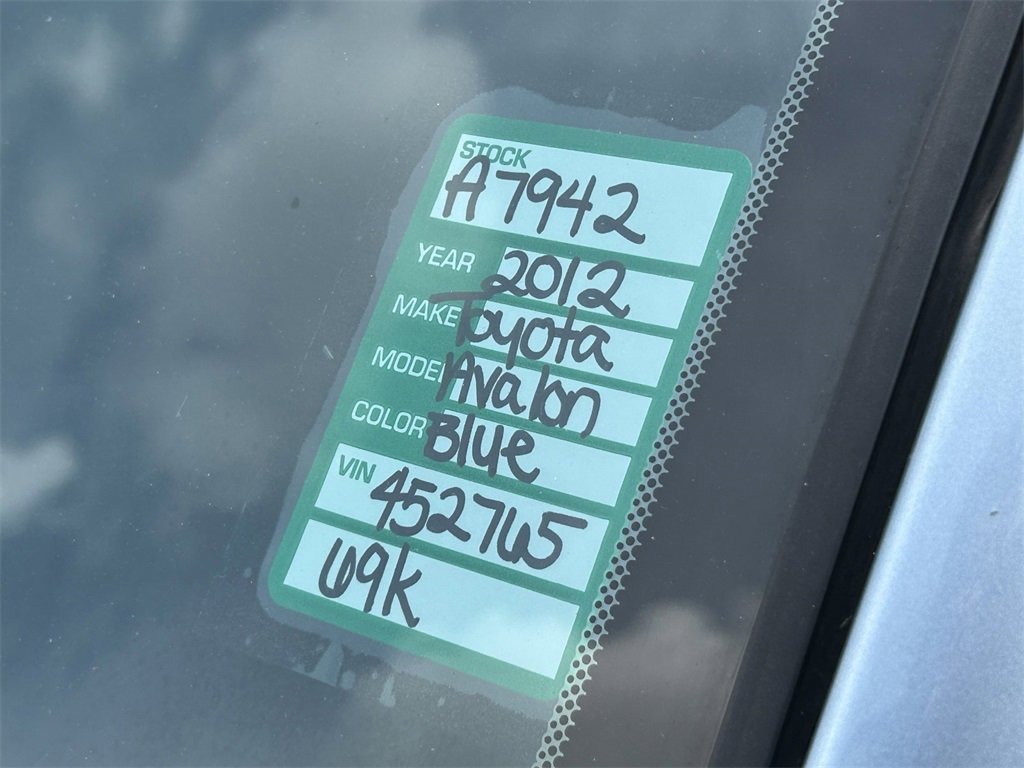 STOCK
A7942
YEAR 2012
MAKE Toyota
MODEL Avalon
COLOR Blue
VIN 452765
69K